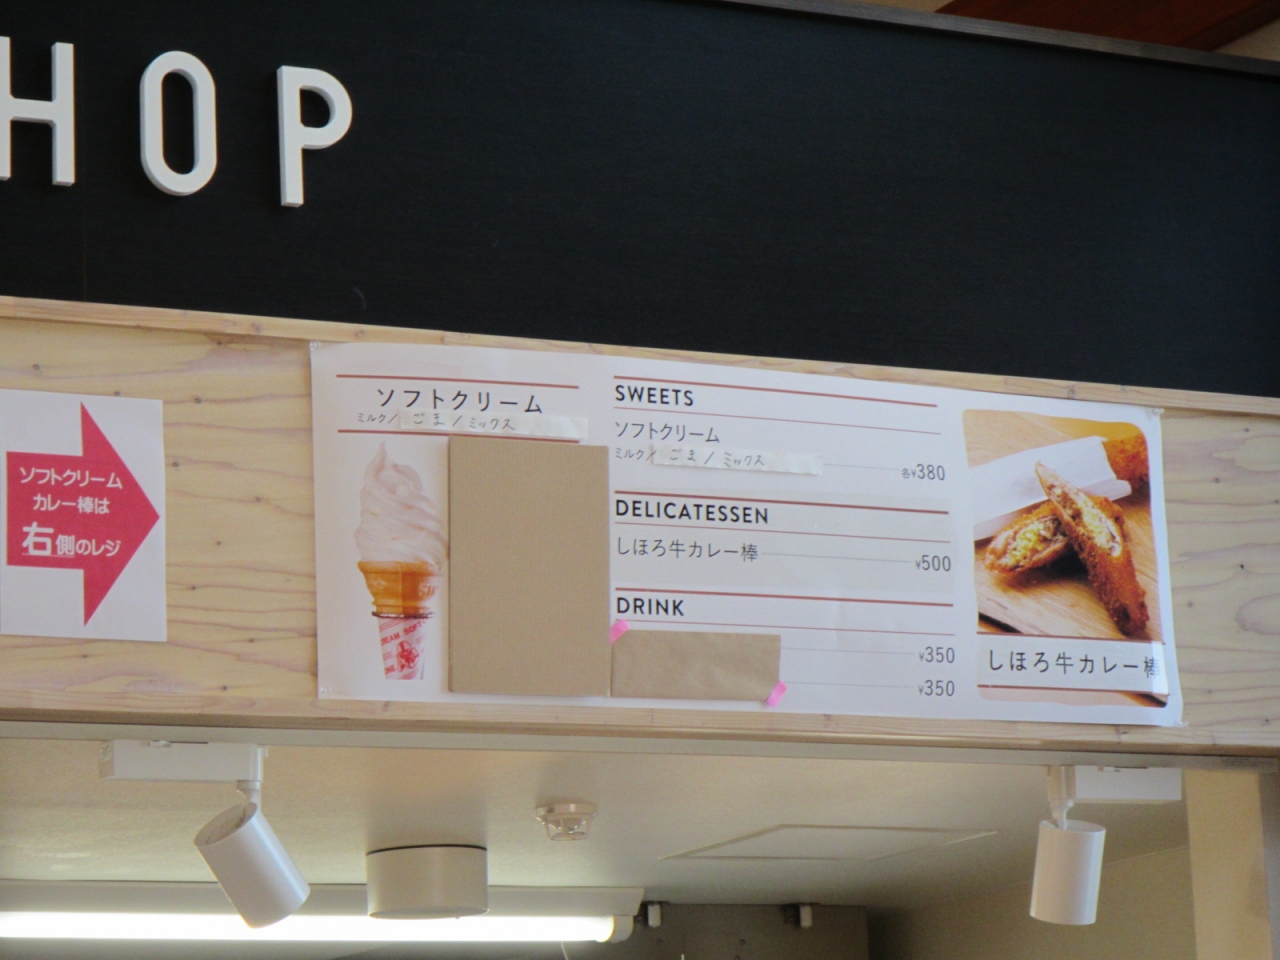 HOP
ソフトクリーム
カレー棒は
右側のレジ
ソフトクリーム
ミルク/ごま/ミックス
SWEETS
ソフトクリーム
ミルク/ごま/ミックス
各¥380
DELICATESSEN
しほろ牛カレー棒 ¥500
DRINK
¥350
¥350
しほろ牛カレー棒